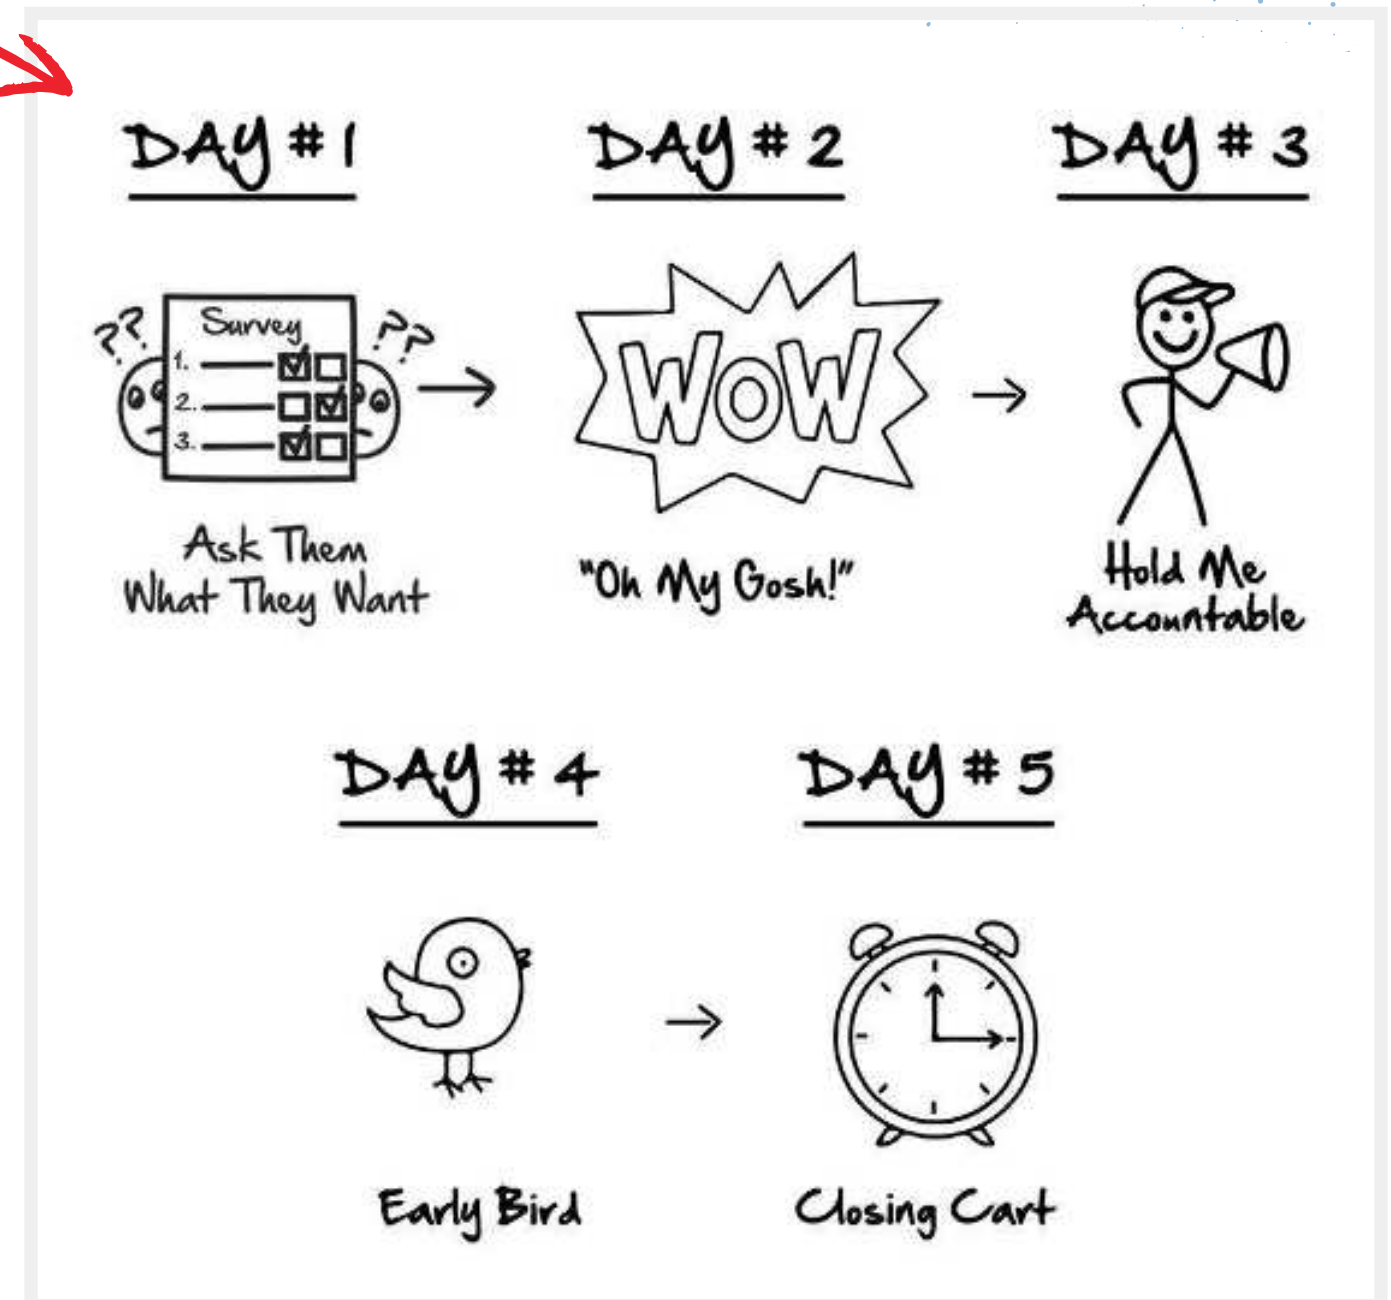 DAY # 1
DAY # 2
DAY # 3
??
Survey
??
1.
2.
3.
WOW
Ask Them
What They Want
"Oh My Gosh!"
Hold Me
Accountable
DAY # 4
DAY # 5
Early Bird
Closing Cart